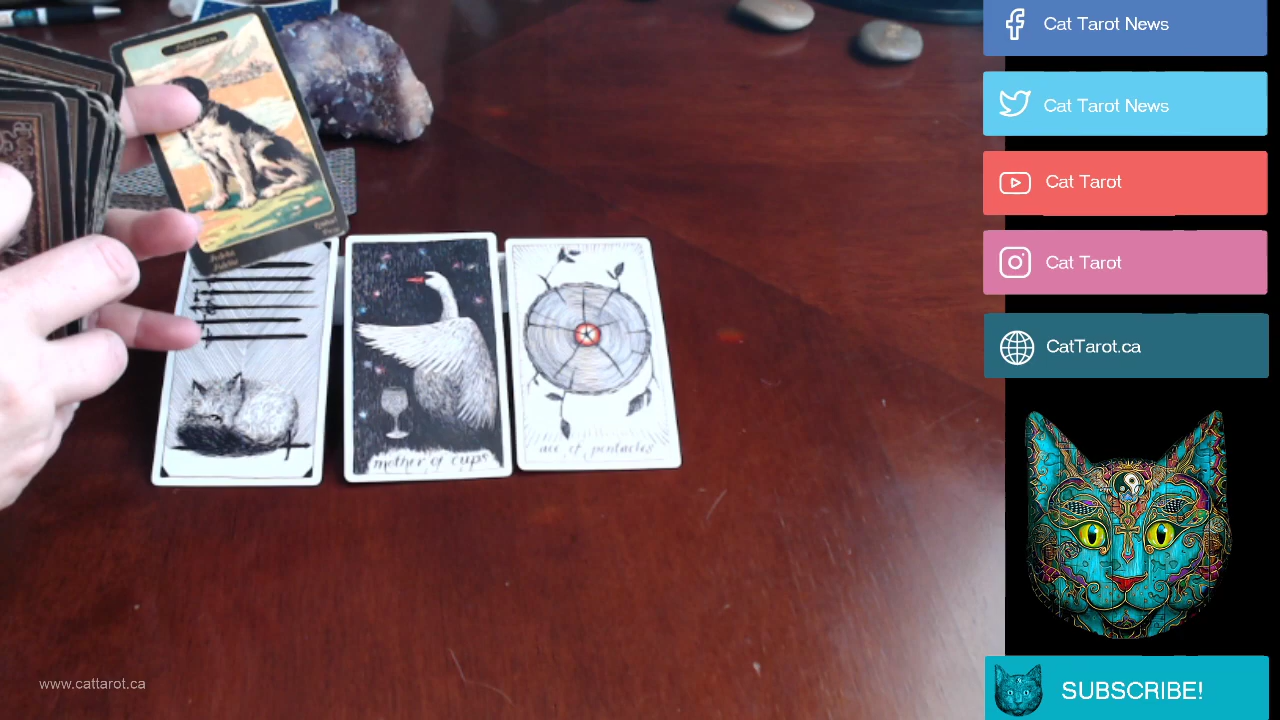 Cat Tarot News
Cat Tarot News
Cat Tarot
Cat Tarot
CatTarot.ca
mother of cups
ace of pentacles
www.cattarot.ca
SUBSCRIBE!